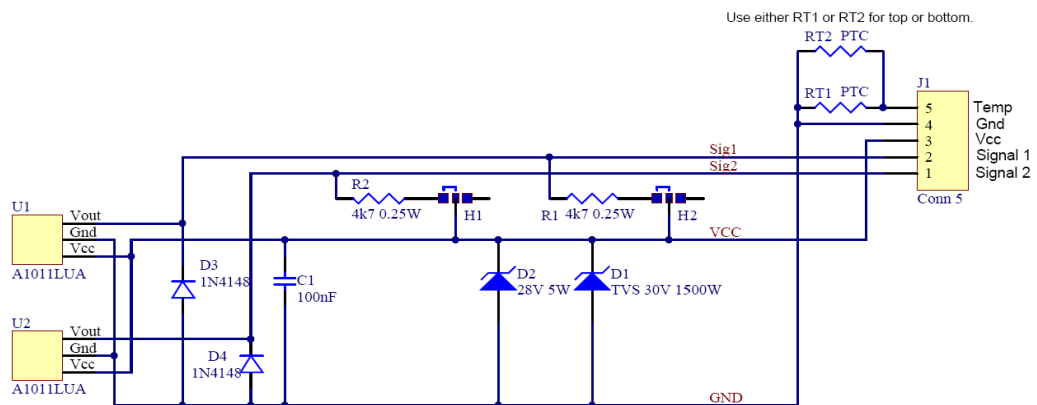 Use either RT1 or RT2 for top or bottom.
RT2 PTC
RT1 PTC
J1
5 Temp
4 Gnd
3 Vcc
2 Signal 1
1 Signal 2
Conn 5
Sig1
Sig2
R2
4k7 0.25W
H1
R1 4k7 0.25W
H2
VCC
U1
Vout
Gnd
Vcc
A1011LUA
D3
1N4148
C1
100nF
D2
28V 5W
D1
TVS 30V 1500W
U2
Vout
Gnd
Vcc
A1011LUA
D4
1N4148
GND